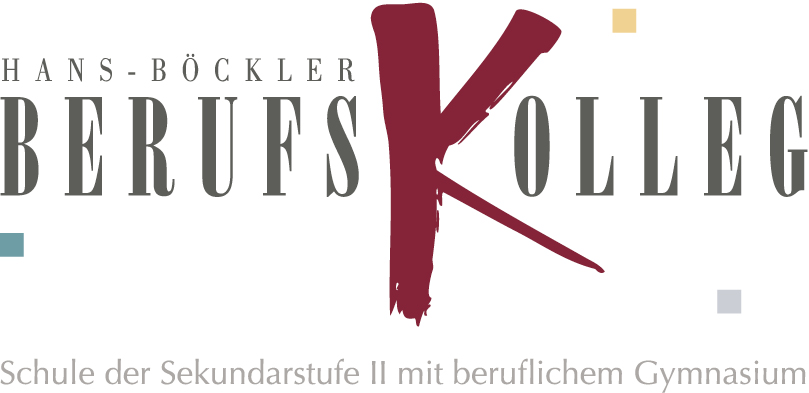 HANS-BÖCKLER
BERUFSKOLLEG
Schule der Sekundarstufe II mit beruflichem Gymnasium